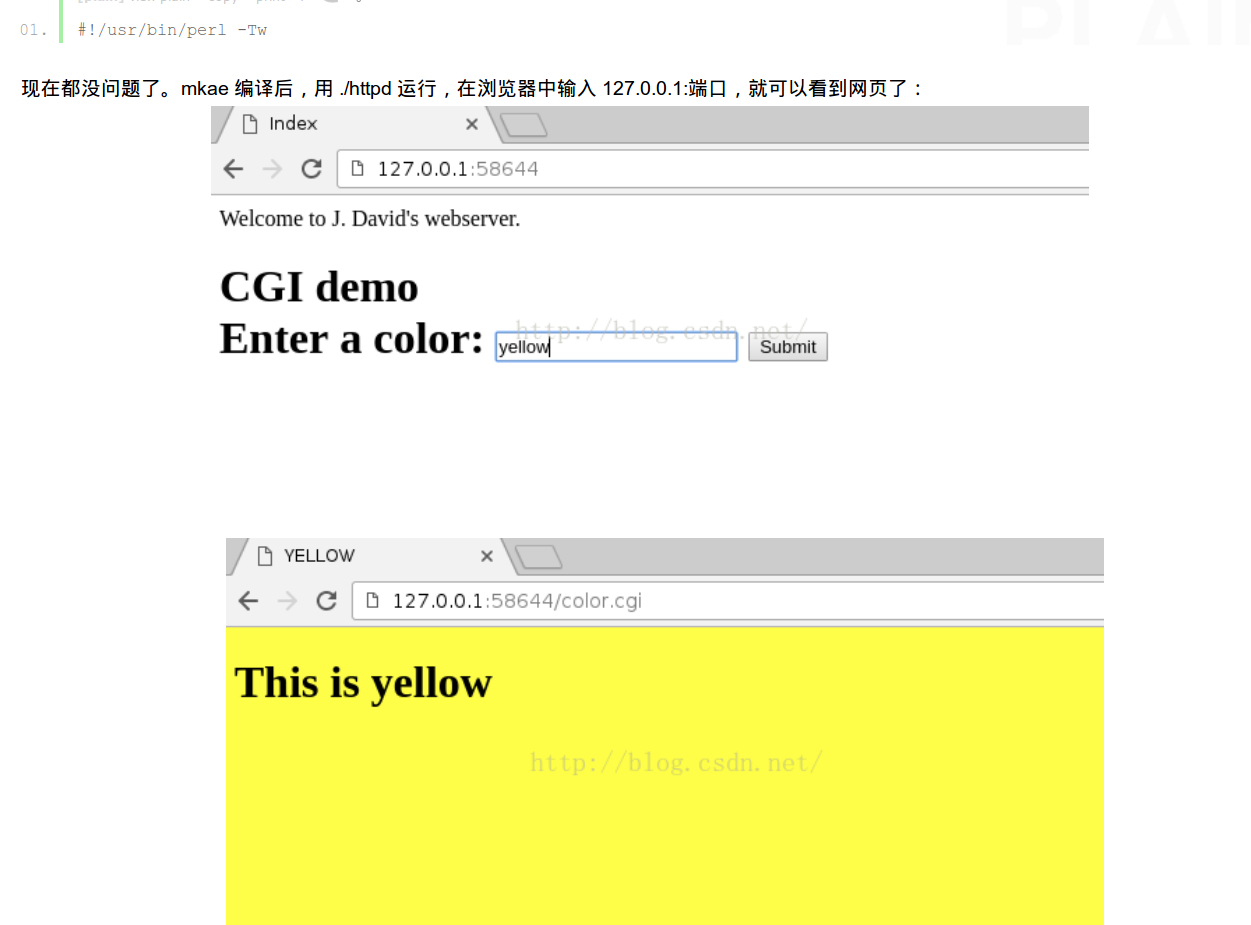 01. #!/usr/bin/perl -Tw
现在都没问题了。mkae 编译后，用 ./httpd 运行，在浏览器中输入 127.0.0.1:端口，就可以看到网页了：
Index
127.0.0.1:58644
Welcome to J. David's webserver.
CGI demo
http://blog.csdn.net/
Enter a color: yellow Submit
YELLOW
127.0.0.1:58644/color.cgi
This is yellow
http://blog.csdn.net/